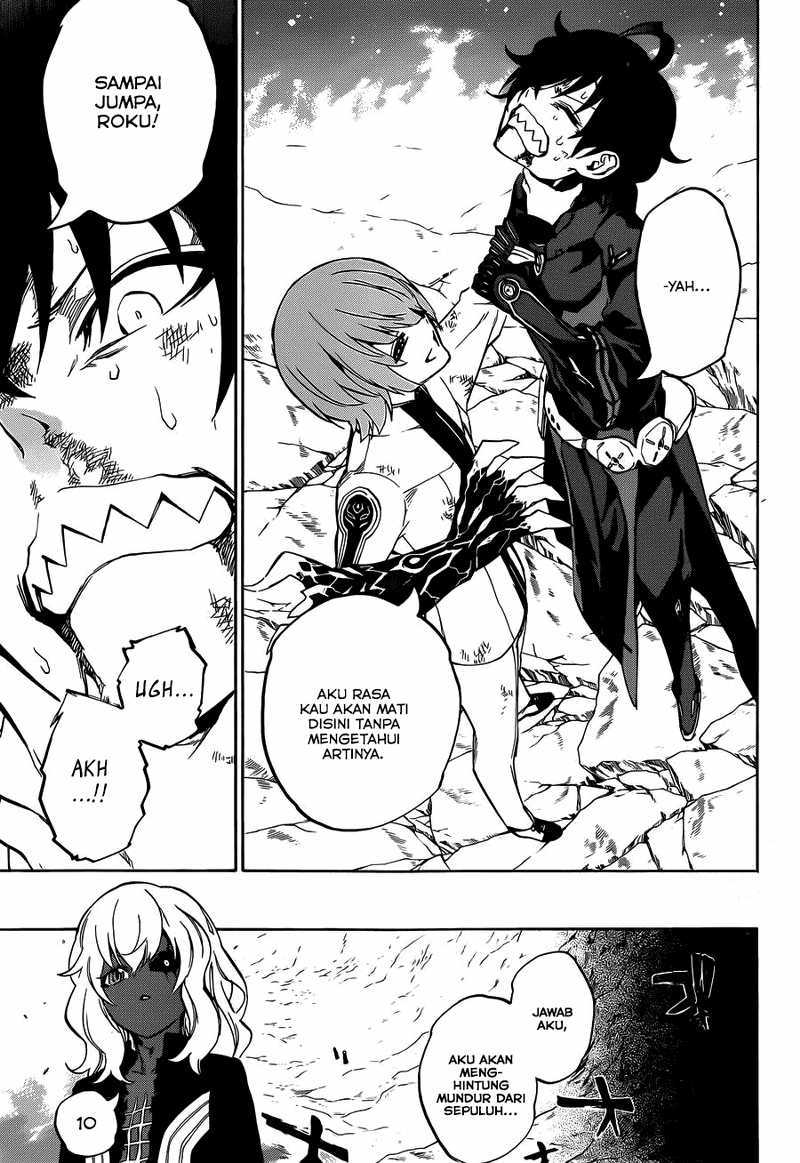 -YAH...
AKU RASA
KAU AKAN MATI
DISINI TANPA
MENGETAHUI
ARTINYA.
SAMPAI
JUMPA,
ROKU!
UGH...
AKH
...!!
JAWAB
AKU,
AKU AKAN
MENG-
HINTUNG
MUNDUR DARI
SEPULUH...
10